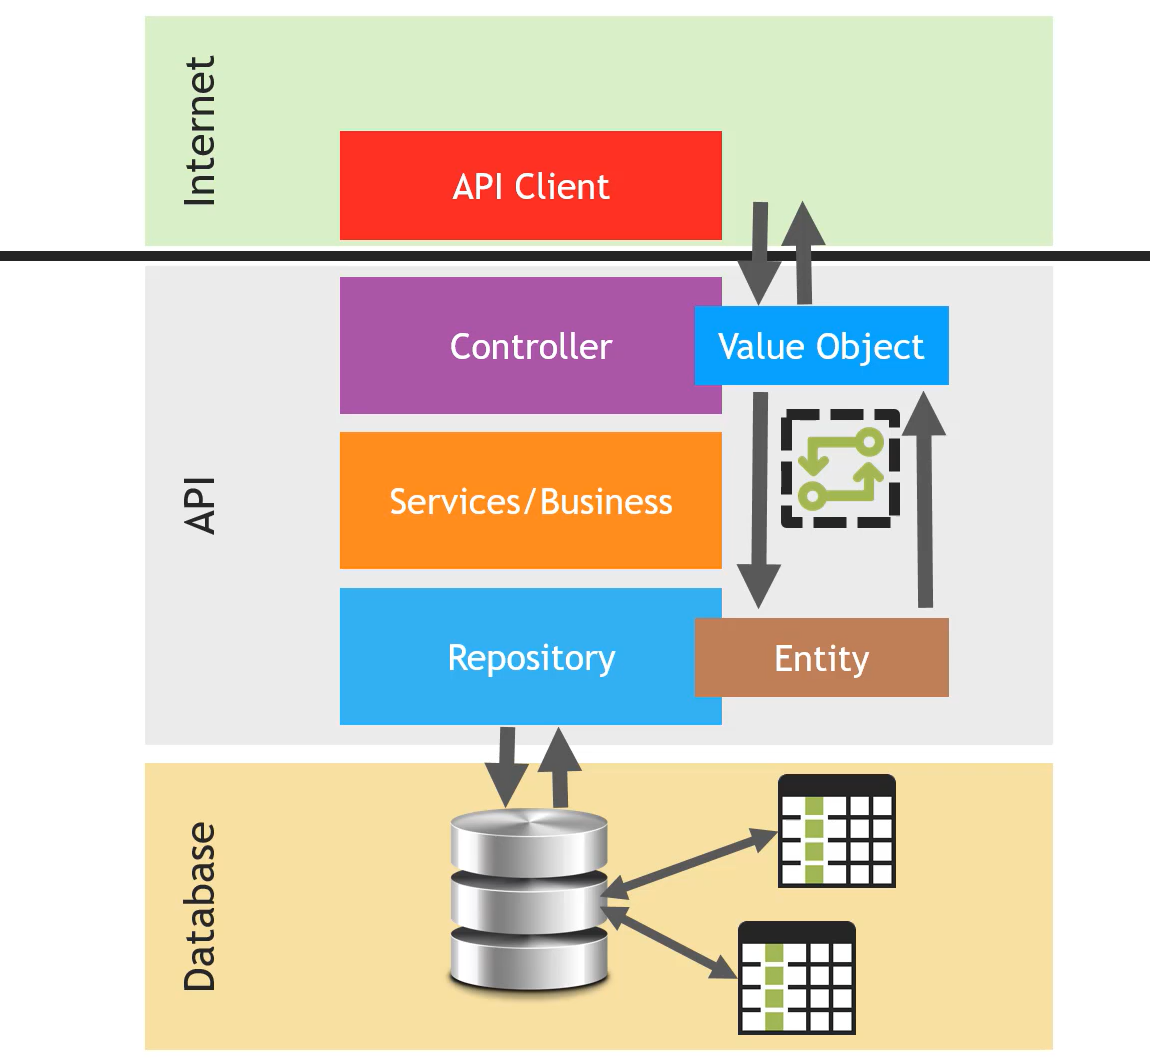 Internet
API Client
Controller
Value Object
API
Services/Business
Repository
Entity
Database